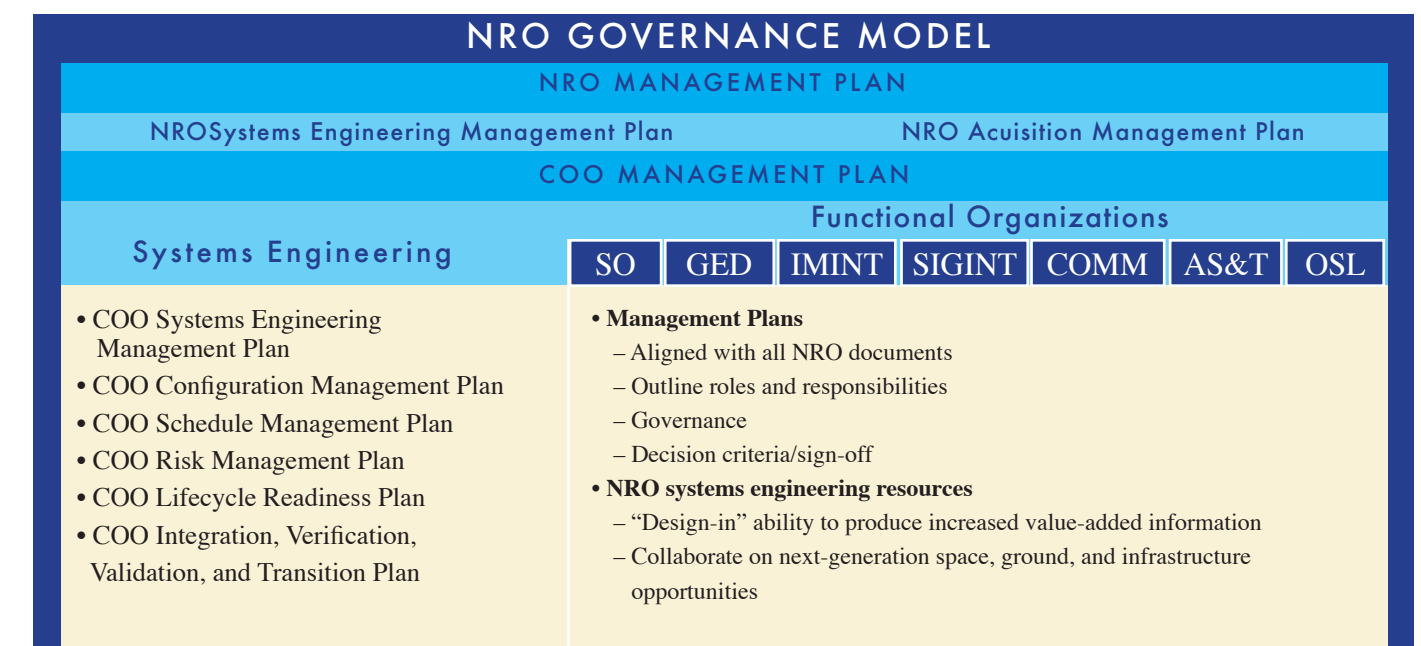 NRO GOVERNANCE MODEL
NRO MANAGEMENT PLAN
NROSystems Engineering Management Plan
NRO Acuisition Management Plan
COO MANAGEMENT PLAN
Systems Engineering
Functional Organizations
SO GED IMINT SIGINT COMM AS&T OSL
• COO Systems Engineering
Management Plan
• COO Configuration Management Plan
• COO Schedule Management Plan
• COO Risk Management Plan
• COO Lifecycle Readiness Plan
• COO Integration, Verification,
Validation, and Transition Plan
• Management Plans
– Aligned with all NRO documents
– Outline roles and responsibilities
– Governance
– Decision criteria/sign-off
• NRO systems engineering resources
– “Design-in” ability to produce increased value-added information
– Collaborate on next-generation space, ground, and infrastructure
opportunities